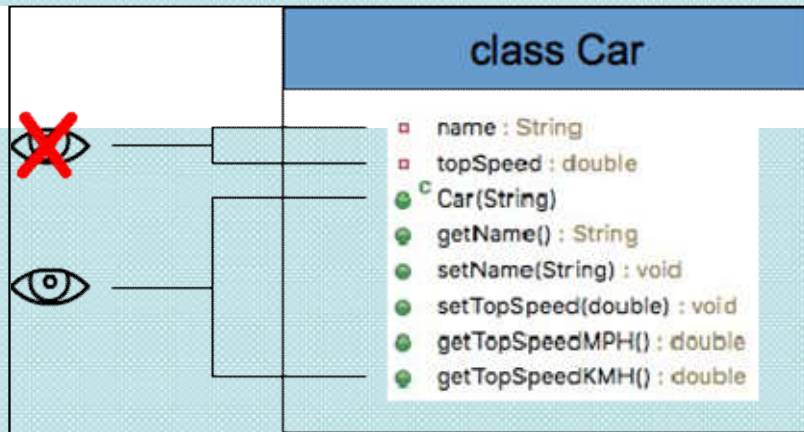 class Car
name : String
topSpeed : double
C Car(String)
getName() : String
setName(String) : void
setTopSpeed(double) : void
getTopSpeedMPH() : double
getTopSpeedKMH() : double